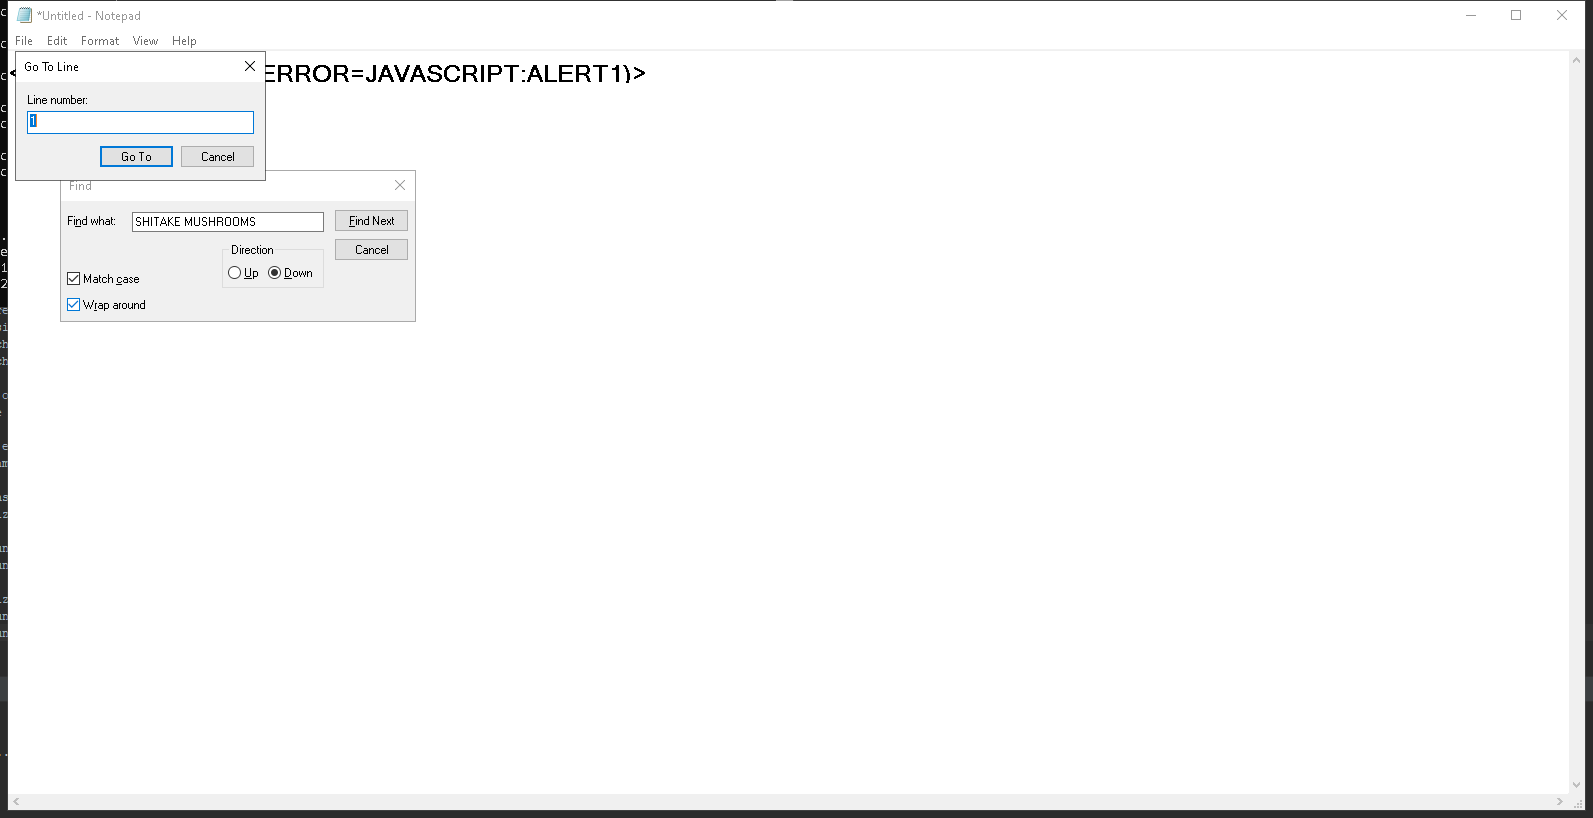 *Untitled - Notepad
File Edit Format View Help
Go To Line
ERROR=JAVASCRIPT:ALERT1)>
Line number:
1
Go To Cancel
Find
Find what: SHITAKE MUSHROOMS Find Next
Direction Cancel
Up Down
Match case
Wrap around